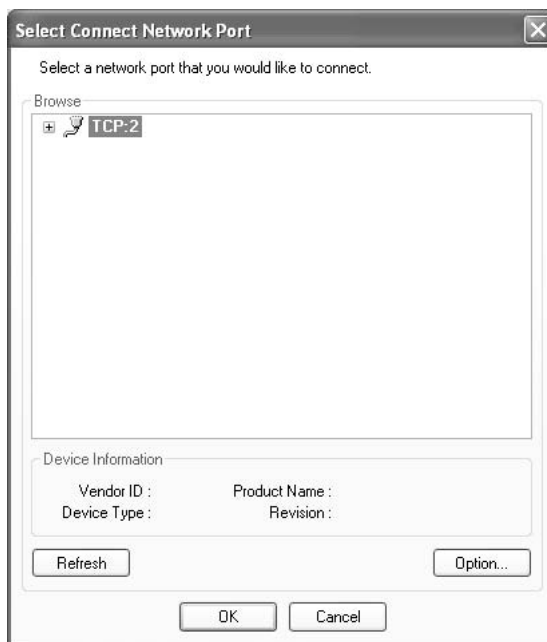 Select Connect Network Port
Select a network port that you would like to connect.
Browse
TCP:2
Device Information
Vendor ID : Product Name :
Device Type : Revision :
Refresh Option...
OK Cancel